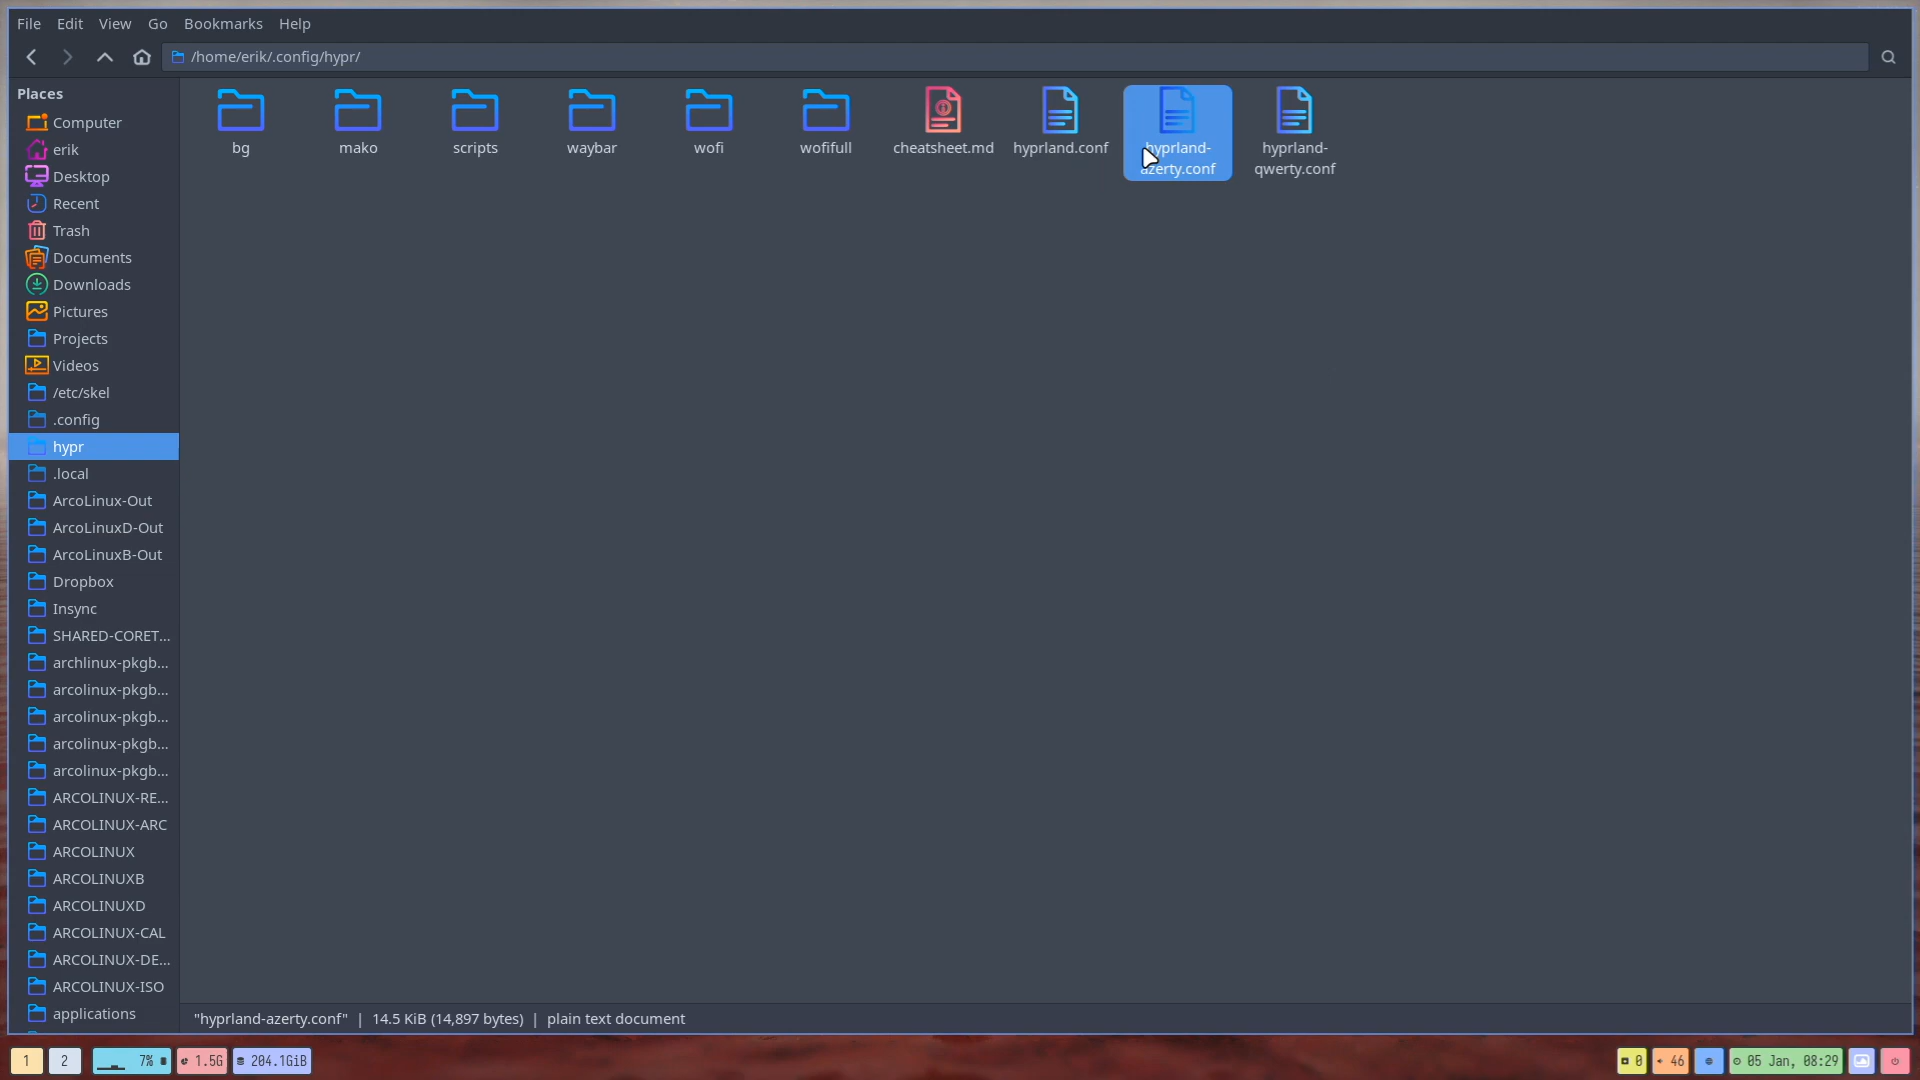 File Edit View Go Bookmarks Help
/home/erik/.config/hypr/
Places
Computer
erik
Desktop
Recent
Trash
Documents
Downloads
Pictures
Projects
Videos
/etc/skel
.config
hypr
.local
ArcoLinux-Out
ArcoLinuxD-Out
ArcoLinuxB-Out
Dropbox
Insync
SHARED-CORET...
archlinux-pkgb...
arcolinux-pkgb...
arcolinux-pkgb...
arcolinux-pkgb...
arcolinux-pkgb...
ARCOLINUX-RE...
ARCOLINUX-ARC
ARCOLINUX
ARCOLINUXB
ARCOLINUXD
ARCOLINUX-CAL
ARCOLINUX-DE...
ARCOLINUX-ISO
applications
bg
mako
scripts
waybar
wofi
wofifull
cheatsheet.md
hyprland.conf
hyprland-
azerty.conf
hyprland-
qwerty.conf
"hyprland-azerty.conf" | 14.5 KiB (14,897 bytes) | plain text document
1 2 7% 1.5G 204.1GiB 0 46 05 Jan, 08:29